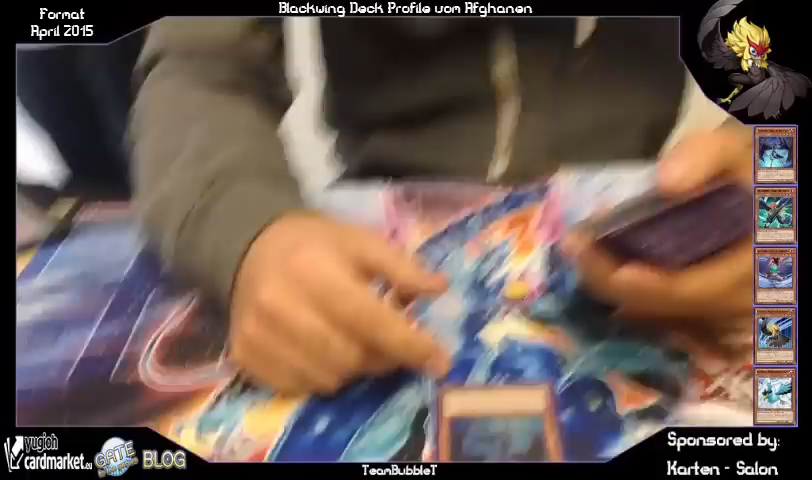 Format
April 2015
Blackwing Deck Profile vom Afghanen
yugioh
cardmarket.eu
GATE
BLOG
TeamBubbleT
Sponsored by:
Karten - Salon